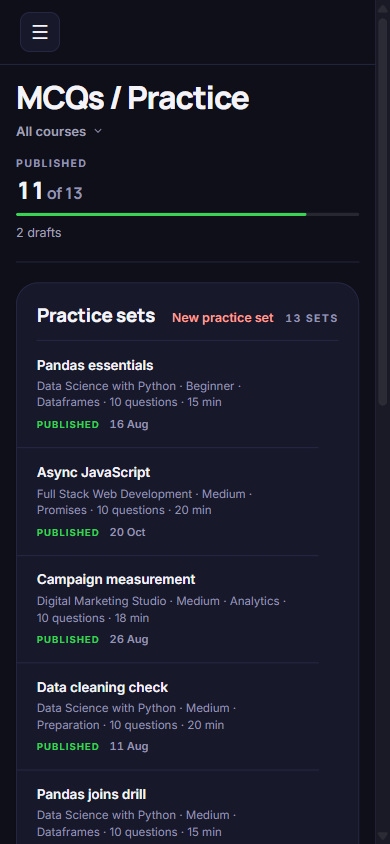 MCQs / Practice
All courses
PUBLISHED
11 of 13
2 drafts
Practice sets New practice set 13 SETS
Pandas essentials
Data Science with Python · Beginner ·
Dataframes · 10 questions · 15 min
PUBLISHED 16 Aug
Async JavaScript
Full Stack Web Development · Medium ·
Promises · 10 questions · 20 min
PUBLISHED 20 Oct
Campaign measurement
Digital Marketing Studio · Medium · Analytics ·
10 questions · 18 min
PUBLISHED 26 Aug
Data cleaning check
Data Science with Python · Medium ·
Preparation · 10 questions · 20 min
PUBLISHED 11 Aug
Pandas joins drill
Data Science with Python · Medium ·
Dataframes · 10 questions · 15 min